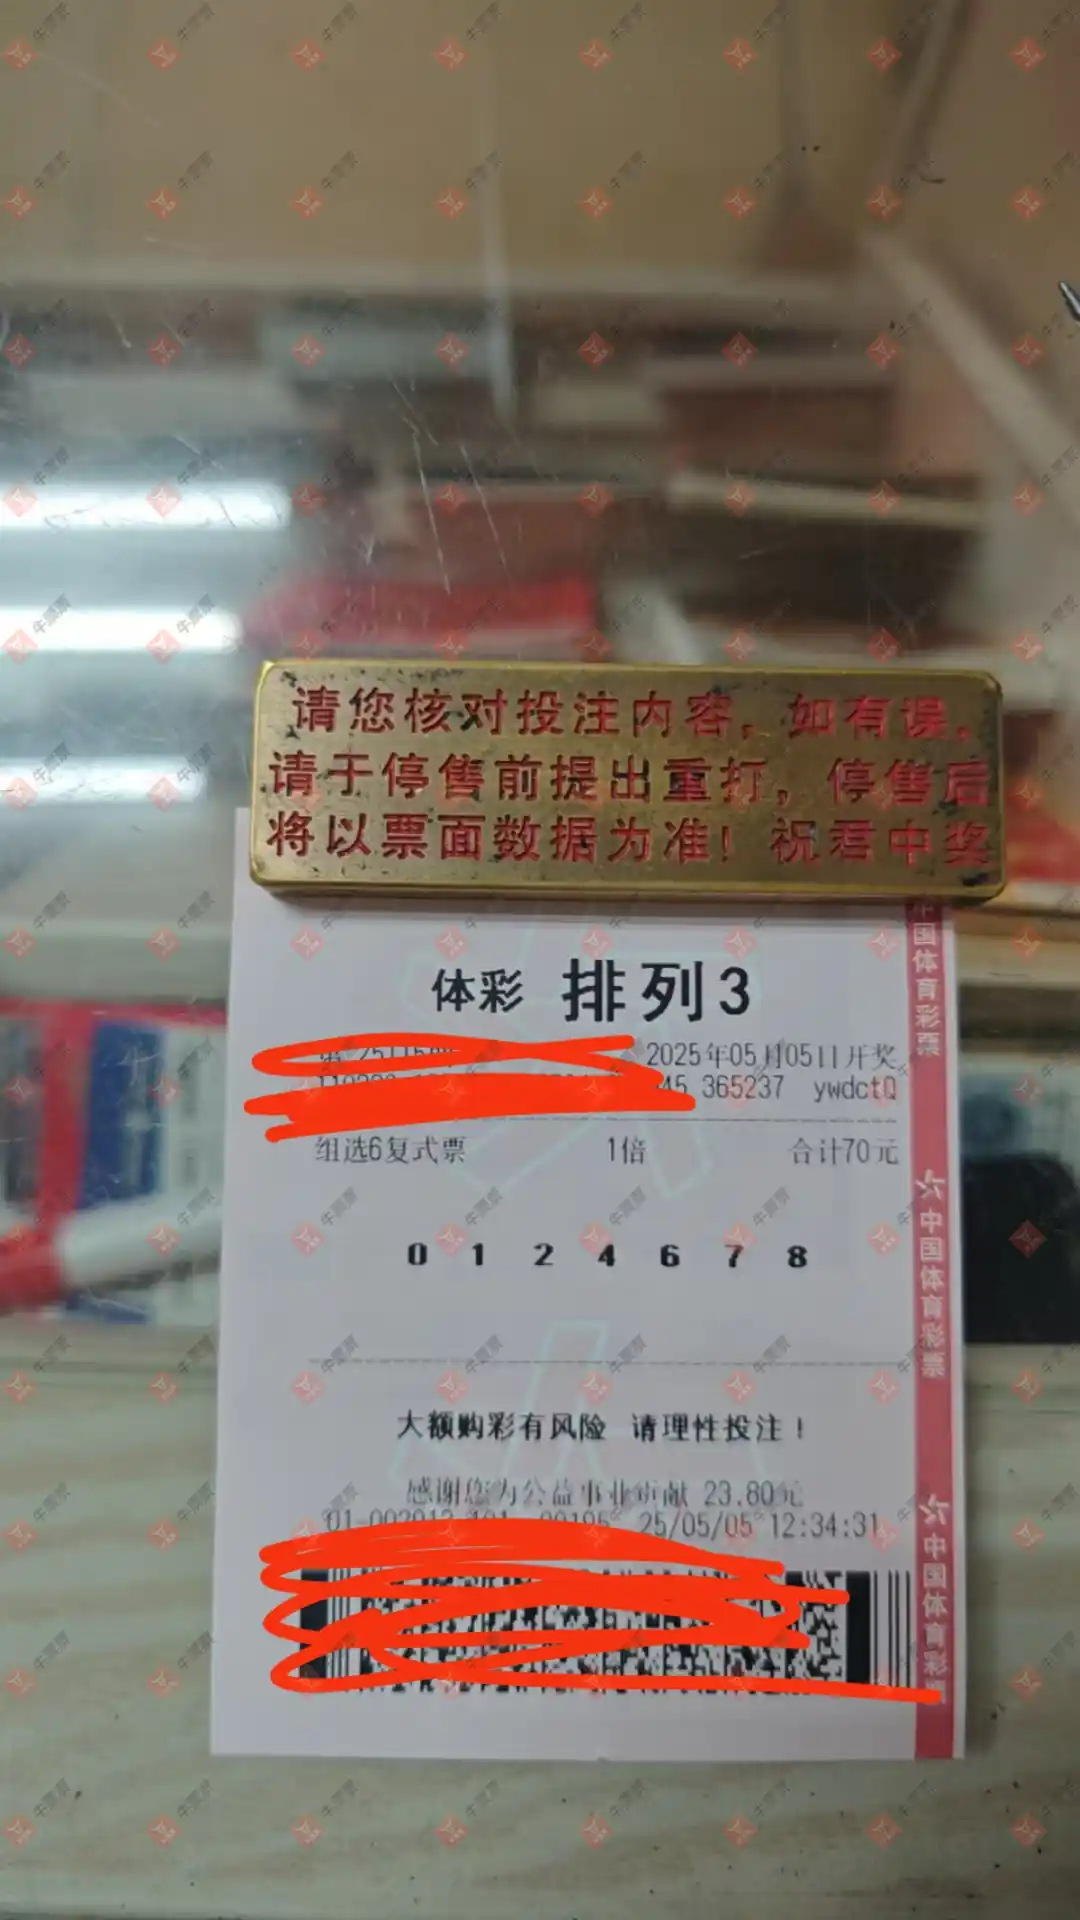 请您核对投注内容，如有误，
请于停售前提出重打，停售后
将以票面数据为准！祝君中奖
体彩 排列3
2025年05月05日开奖
365237 ywdctQ
组选6复式票 1倍 合计70元
0 1 2 4 6 7 8
大额购彩有风险 请理性投注！
感谢您为公益事业贡献 23.80元
25/05/05 12:34:31
中国体育彩票
中国体育彩票
中国体育彩票
牛票票